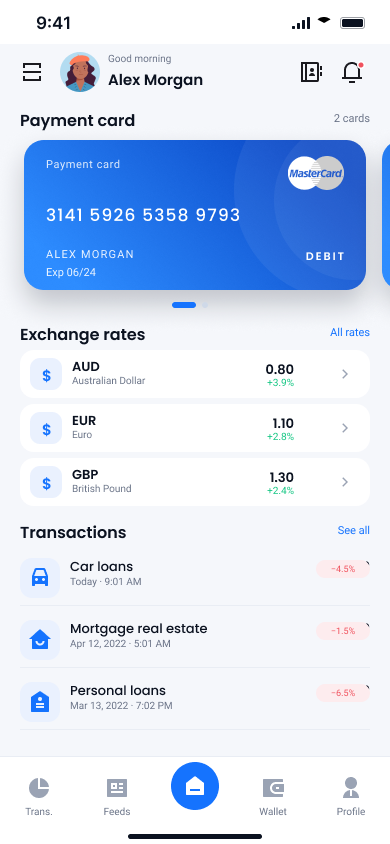 9:41
Good morning
Alex Morgan
Payment card
2 cards
Payment card
MasterCard
3141 5926 5358 9793
ALEX MORGAN
DEBIT
Exp 06/24
Exchange rates
All rates
$
AUD
Australian Dollar
0.80
+3.9%
$
EUR
Euro
1.10
+2.8%
$
GBP
British Pound
1.30
+2.4%
Transactions
See all
Car loans
Today · 9:01 AM
−4.5%
Mortgage real estate
Apr 12, 2022 · 5:01 AM
−1.5%
Personal loans
Mar 13, 2022 · 7:02 PM
−6.5%
Trans.
Feeds
Wallet
Profile